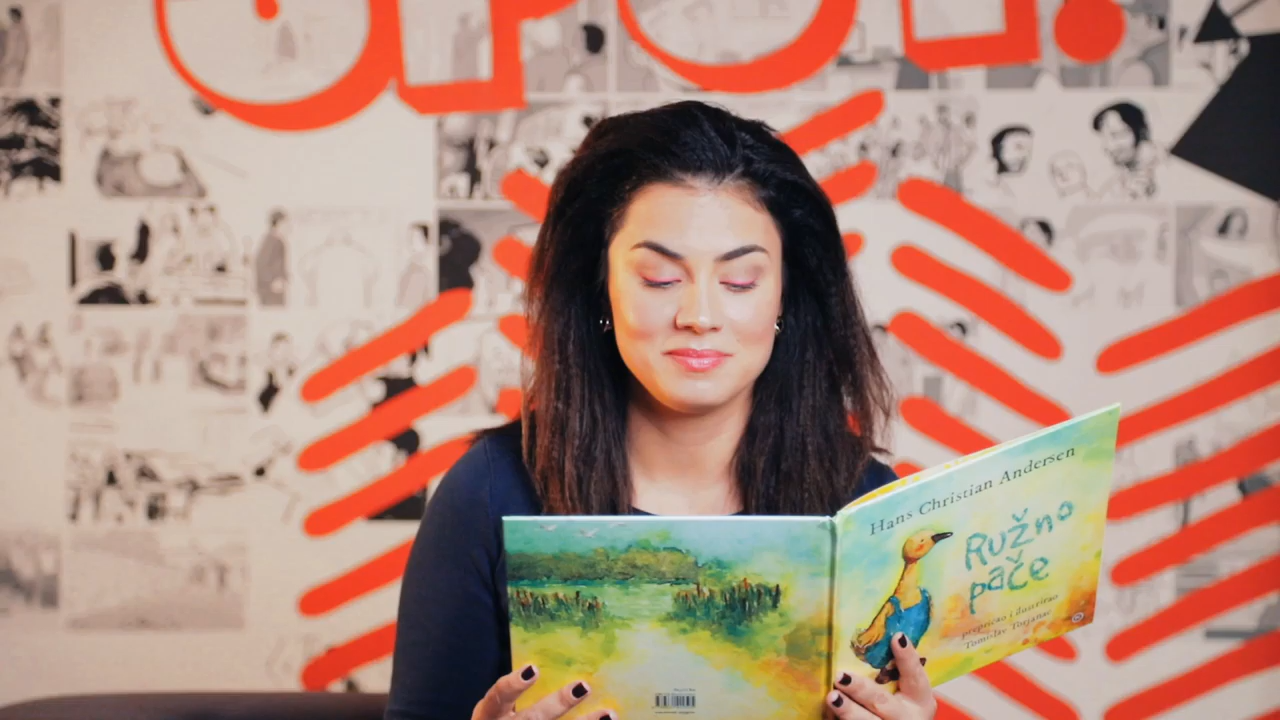 Hans Christian Andersen
Ružno
pače
prepričao i ilustrirao
Tomislav Torjanac